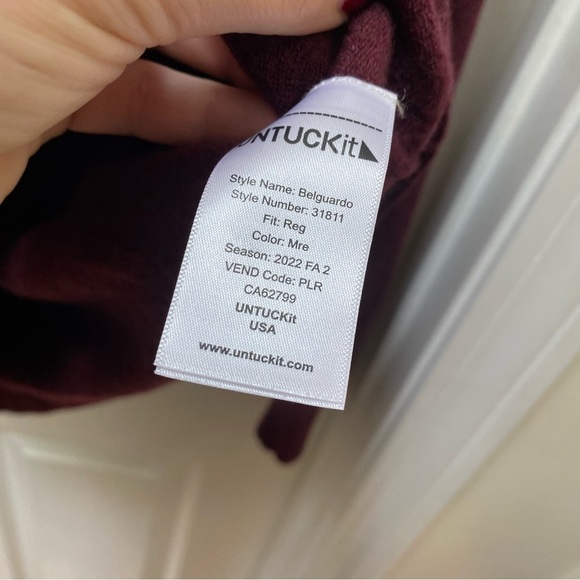 UNTUCKit
Style Name: Belguardo
Style Number: 31811
Fit: Reg
Color: Mre
Season: 2022 FA 2
VEND Code: PLR
CA62799
UNTUCKit
USA
www.untuckit.com